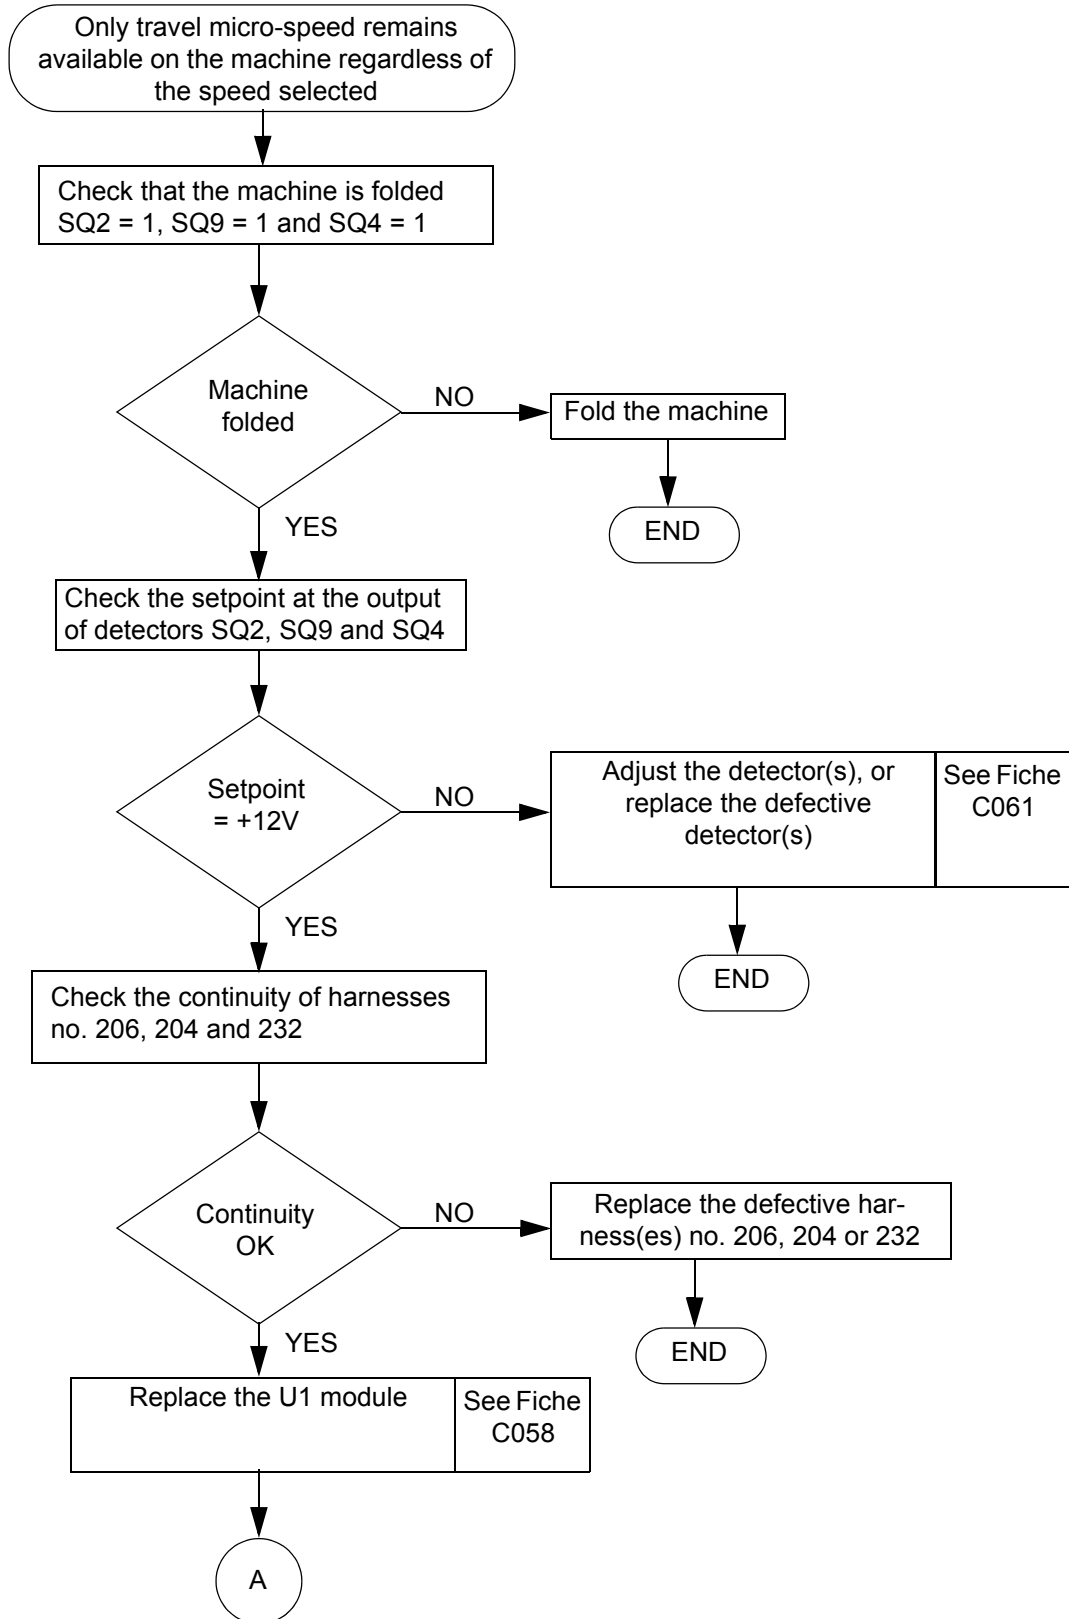 Only travel micro-speed remains
available on the machine regardless of
the speed selected
Check that the machine is folded
SQ2 = 1, SQ9 = 1 and SQ4 = 1
Machine
folded
NO
Fold the machine
END
YES
Check the setpoint at the output
of detectors SQ2, SQ9 and SQ4
Setpoint
= +12V
NO
Adjust the detector(s), or
replace the defective
detector(s)
See Fiche
C061
END
YES
Check the continuity of harnesses
no. 206, 204 and 232
Continuity
OK
NO
Replace the defective har-
ness(es) no. 206, 204 or 232
END
YES
Replace the U1 module
See Fiche
C058
A